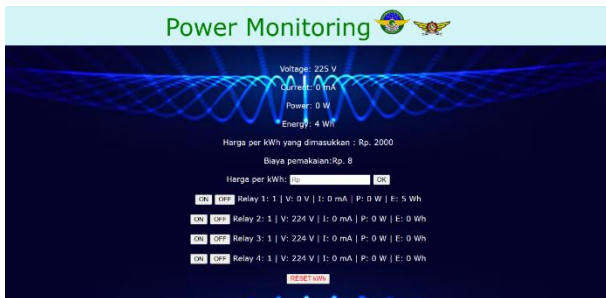 Power Monitoring
Voltage: 225 V
Current: 0 mA
Power: 0 W
Energy: 4 Wh
Harga per kWh yang dimasukkan : Rp. 2000
Biaya pemakaian:Rp. 8
Harga per kWh: Rp OK
ON OFF Relay 1: 1 | V: 0 V | I: 0 mA | P: 0 W | E: 5 Wh
ON OFF Relay 2: 1 | V: 224 V | I: 0 mA | P: 0 W | E: 0 Wh
ON OFF Relay 3: 1 | V: 224 V | I: 0 mA | P: 0 W | E: 0 Wh
ON OFF Relay 4: 1 | V: 224 V | I: 0 mA | P: 0 W | E: 0 Wh
RESET kWh